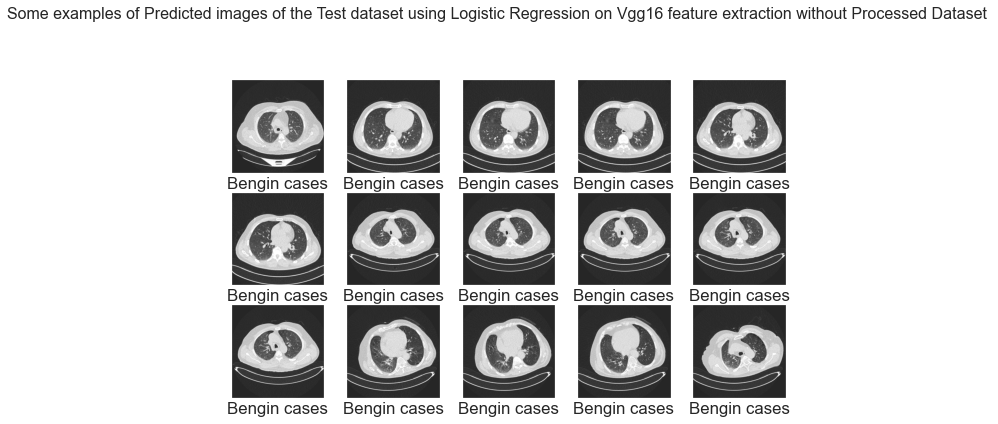 Some examples of Predicted images of the Test dataset using Logistic Regression on Vgg16 feature extraction without Processed Dataset
Bengin cases Bengin cases Bengin cases Bengin cases Bengin cases
Bengin cases Bengin cases Bengin cases Bengin cases Bengin cases
Bengin cases Bengin cases Bengin cases Bengin cases Bengin cases